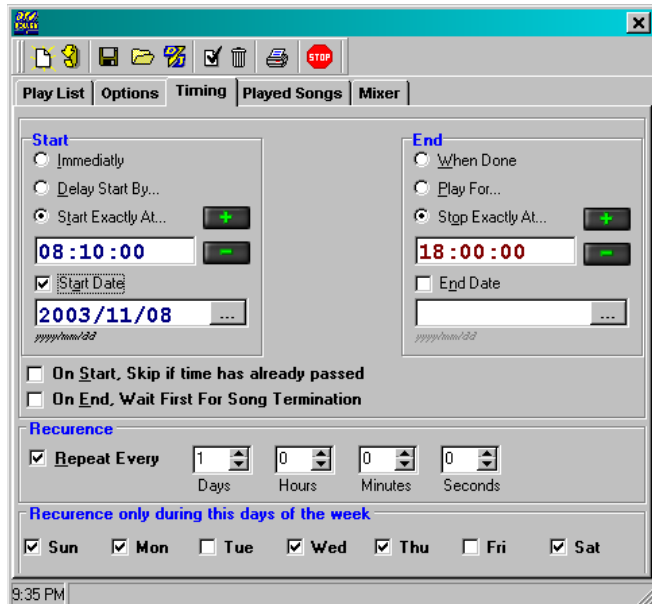 STOP
Play List Options Timing Played Songs Mixer
Start
Immediatly
Delay Start By...
Start Exactly At...
08:10:00
Start Date
2003/11/08 ...
yyyy/mm/dd
End
When Done
Play For...
Stop Exactly At...
18:00:00
End Date
...
yyyy/mm/dd
On Start, Skip if time has already passed
On End, Wait First For Song Termination
Recurence
Repeat Every 1 0 0 0
Days Hours Minutes Seconds
Recurence only during this days of the week
Sun Mon Tue Wed Thu Fri Sat
9:35 PM